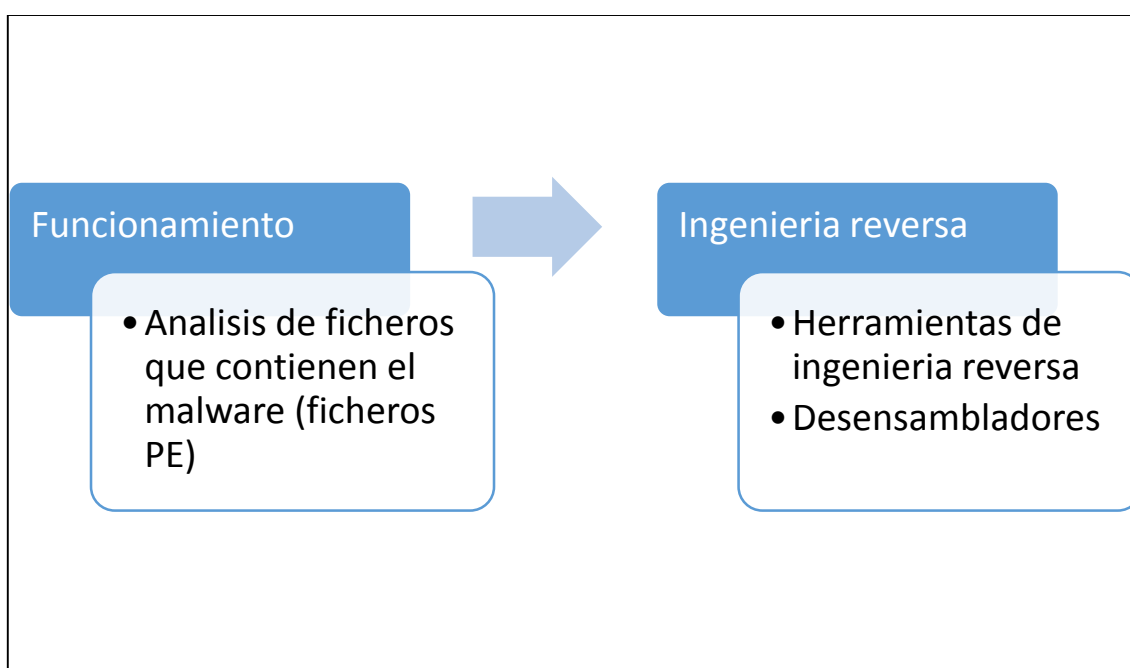 Funcionamiento
• Analisis de ficheros
que contienen el
malware (ficheros
PE)
Ingenieria reversa
• Herramientas de
ingenieria reversa
• Desensambladores